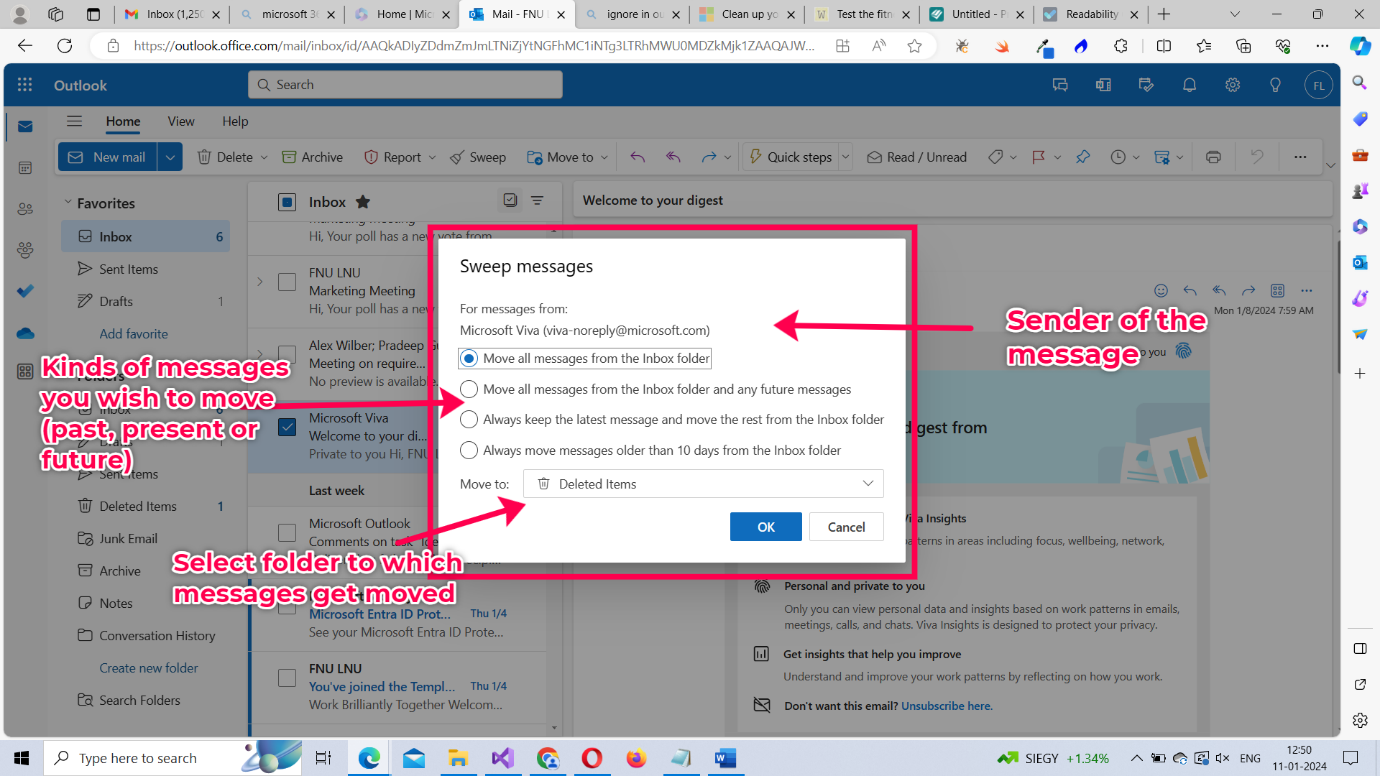 Inbox (1,250
microsoft 36
Home | Mic
Mail - FNU
ignore in ou
Clean up yo
Test the fitn
Untitled - P
Readability
https://outlook.office.com/mail/inbox/id/AAQkADIyZDdmZmJmLTNiZjYtNGFhMC1iNTg3LTRhMWU0MDZkMjk1ZAAQAJW...
Outlook
Search
FL
Home View Help
New mail Delete Archive Report Sweep Move to Quick steps Read / Unread
Favorites
Inbox 6
Sent Items
Drafts 1
Add favorite
Folders
Inbox 6
Drafts
Sent Items
Deleted Items 1
Junk Email
Archive
Notes
Conversation History
Create new folder
Search Folders
Inbox
Marketing Meeting
Hi, Your poll has a new vote from
FNU LNU
Marketing Meeting
Hi, Your poll has a new
Alex Wilber; Pradeep G
Meeting on require...
No preview is available.
Microsoft Viva
Welcome to your di...
Private to you Hi, FNU
Last week
Microsoft Outlook
Comments on task "Ide
Microsoft Entra ID Prot... Thu 1/4
See your Microsoft Entra ID Prote...
FNU LNU
You've joined the Templ... Thu 1/4
Work Brilliantly Together Welcom...
Welcome to your digest
Mon 1/8/2024 7:59 AM
to you
digest from
Viva Insights
patterns in areas including focus, wellbeing, network,
Personal and private to you
Only you can view personal data and insights based on work patterns in emails,
meetings, calls, and chats. Viva Insights is designed to protect your privacy.
Get insights that help you improve
Understand and improve your work patterns by reflecting on how you work.
Don't want this email? Unsubscribe here.
Sweep messages
For messages from:
Microsoft Viva (viva-noreply@microsoft.com)
Move all messages from the Inbox folder
Move all messages from the Inbox folder and any future messages
Always keep the latest message and move the rest from the Inbox folder
Always move messages older than 10 days from the Inbox folder
Move to: Deleted Items
OK Cancel
Sender of the
message
Kinds of messages
you wish to move
(past, present or
future)
Select folder to which
messages get moved
Type here to search
SIEGY +1.34%
ENG
12:50
11-01-2024